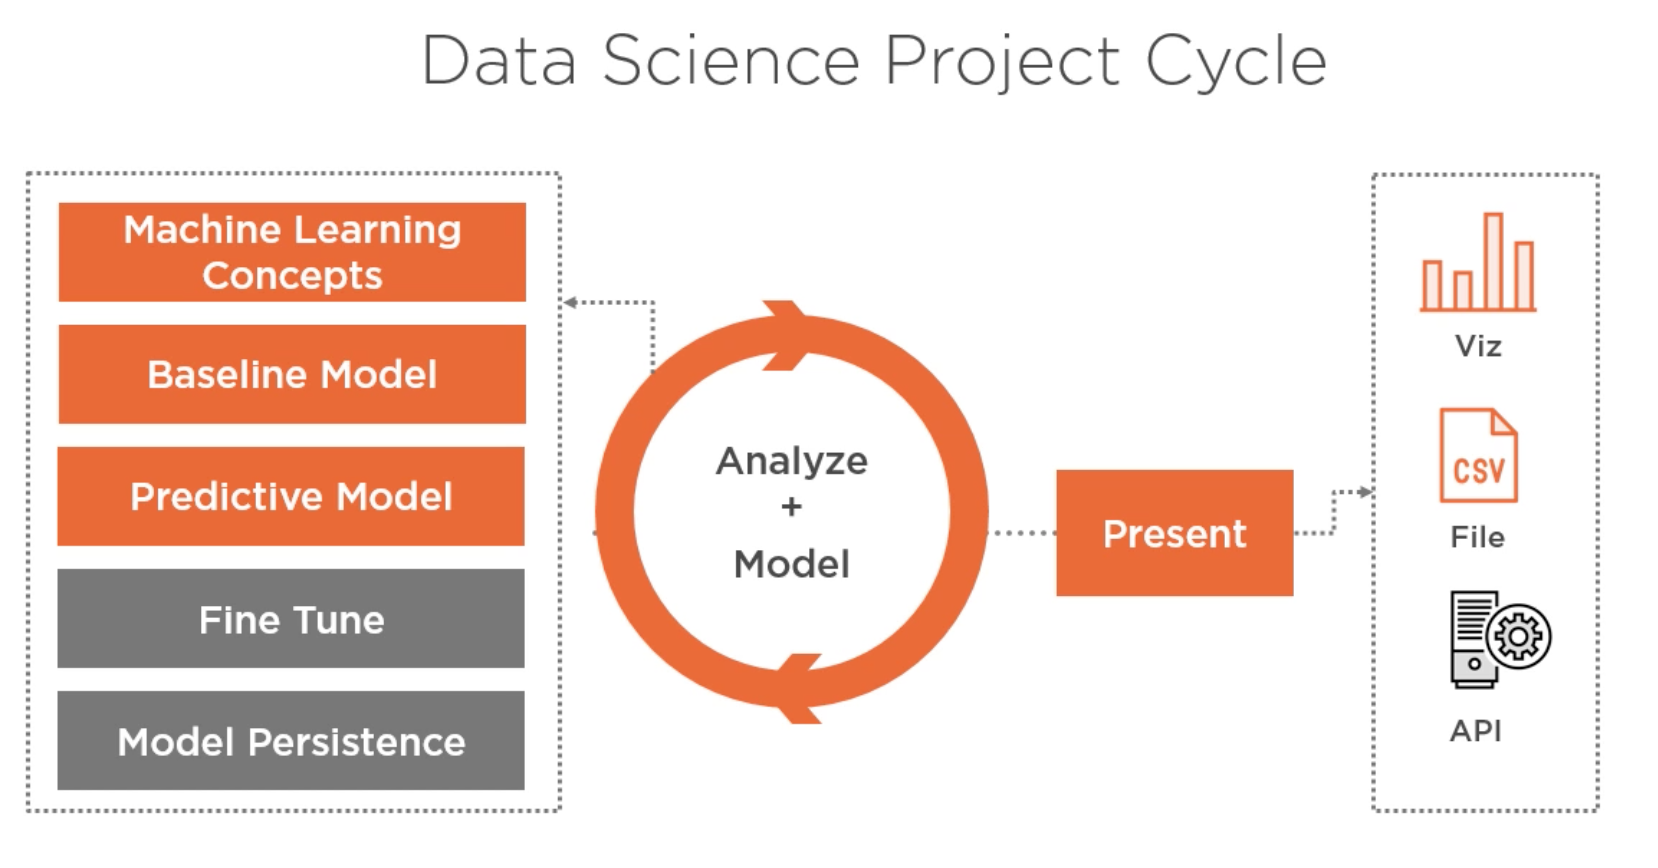 Data Science Project Cycle
Machine Learning
Concepts
Baseline Model
Predictive Model
Fine Tune
Model Persistence
Analyze
+
Model
Present
Viz
CSV
File
API